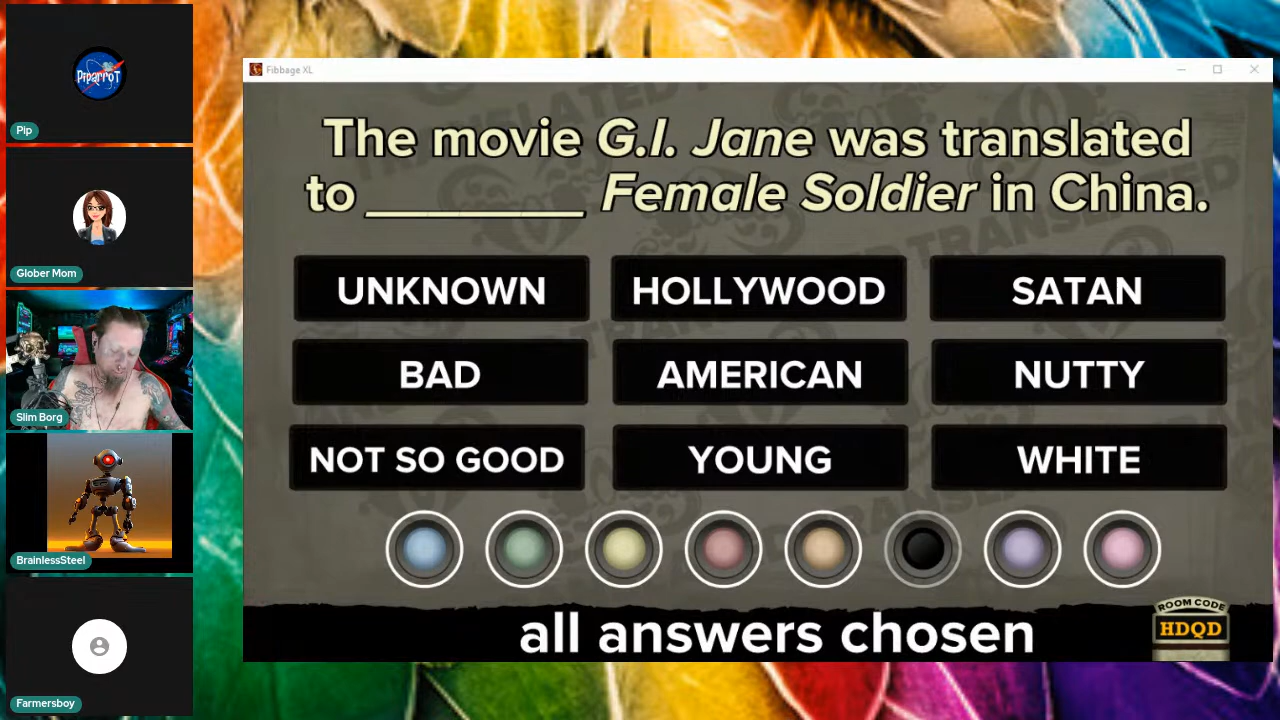 PiparroT
Pip
Glober Mom
Slim Borg
BrainlessSteel
Farmersboy
Fibbage XL
The movie G.I. Jane was translated
to ________ Female Soldier in China.
UNKNOWN
HOLLYWOOD
SATAN
BAD
AMERICAN
NUTTY
NOT SO GOOD
YOUNG
WHITE
all answers chosen
ROOM CODE
HDQD